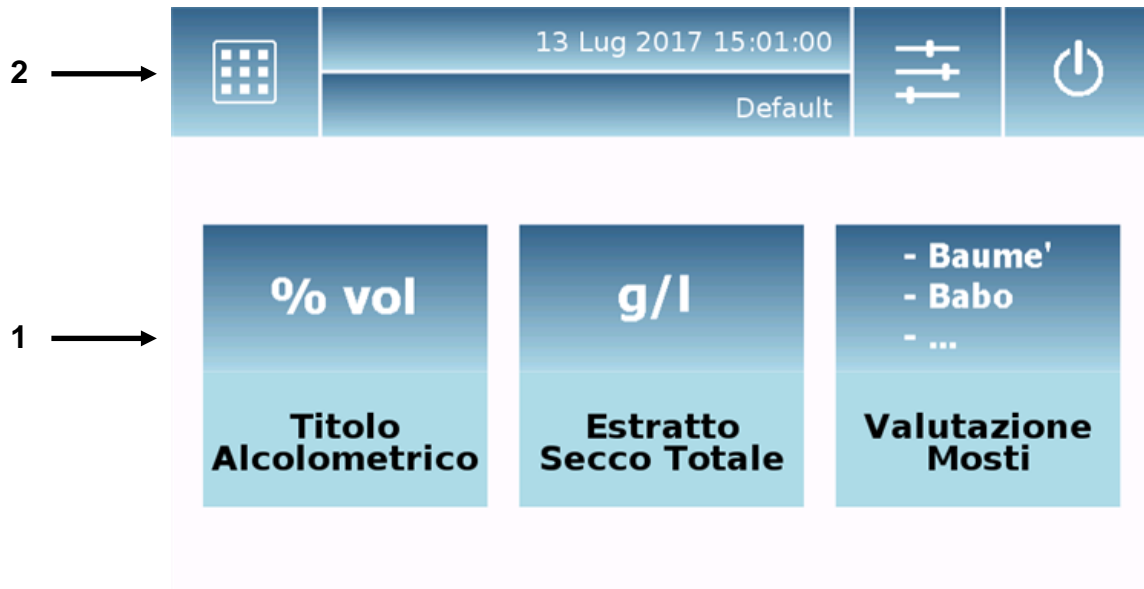 2
13 Lug 2017 15:01:00
Default
1
% vol
Titolo
Alcolometrico
g/l
Estratto
Secco Totale
- Baume'
- Babo
- ...
Valutazione
Mosti